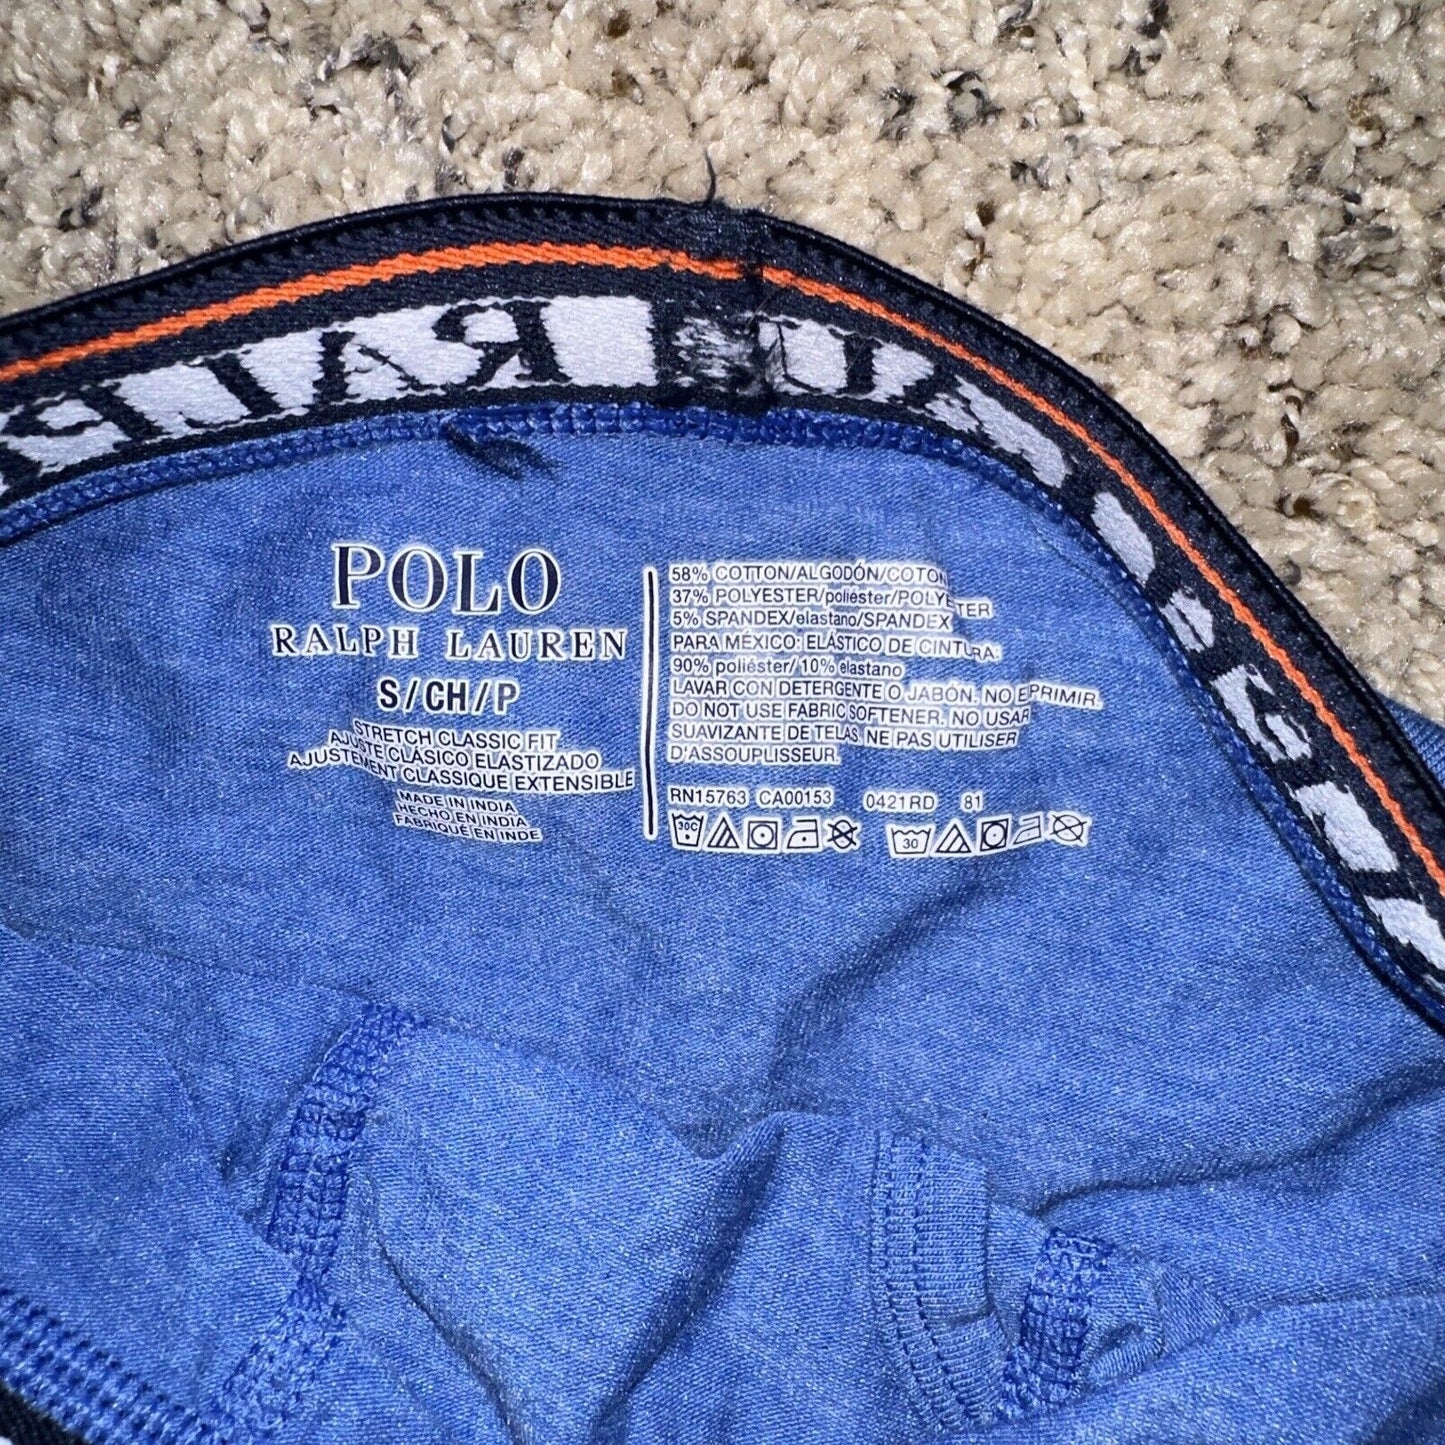 POLO
RALPH LAUREN
S/CH/P
STRETCH CLASSIC FIT
AJUSTE CLÁSICO ELASTIZADO
AJUSTEMENT CLASSIQUE EXTENSIBLE
MADE IN INDIA
HECHO EN INDIA
FABRIQUÉ EN INDE
58% COTTON/ALGODÓN/COTON
37% POLYESTER/poliéster/POLYESTER
5% SPANDEX/elastano/SPANDEX
PARA MÉXICO: ELÁSTICO DE CINTURA:
90% poliéster/ 10% elastano
LAVAR CON DETERGENTE O JABÓN. NO EXPRIMIR.
DO NOT USE FABRIC SOFTENER. NO USAR
SUAVIZANTE DE TELAS. NE PAS UTILISER
D'ASSOUPLISSEUR.
RN15763 CA00153 0421RD 81
30C 30